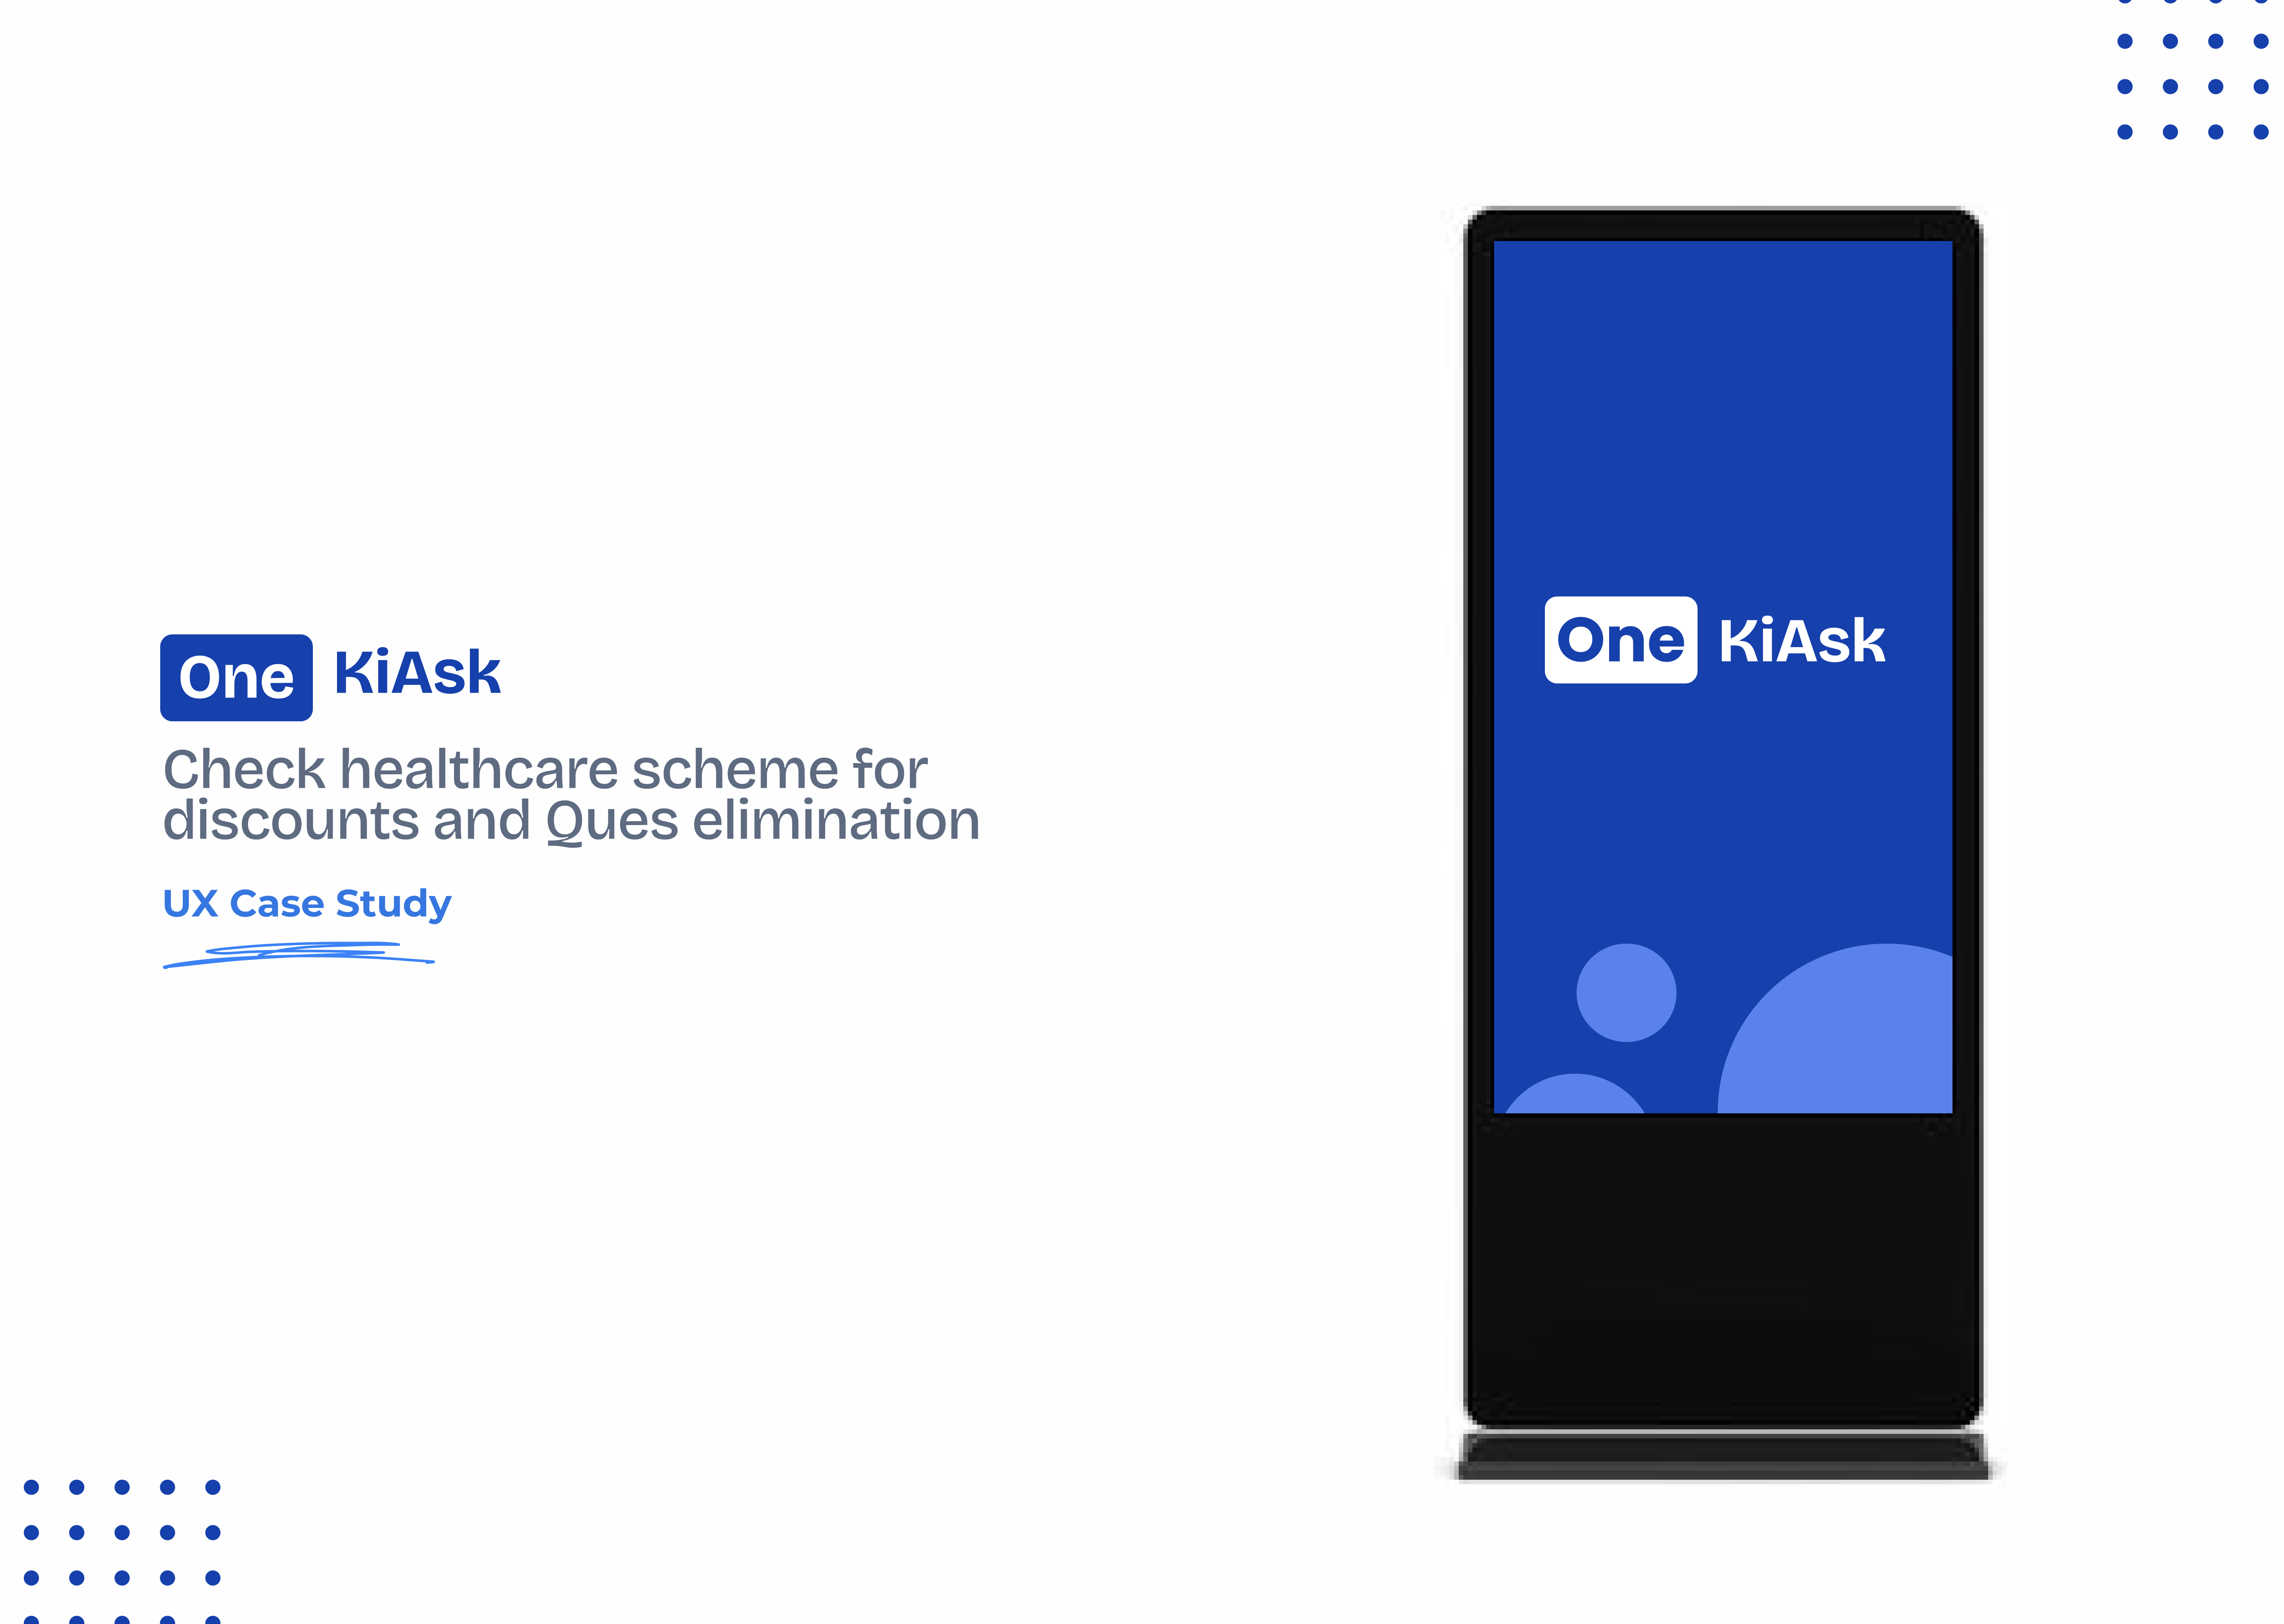 One KiAsk
Check healthcare scheme for
discounts and Ques elimination
UX Case Study
One KiAsk